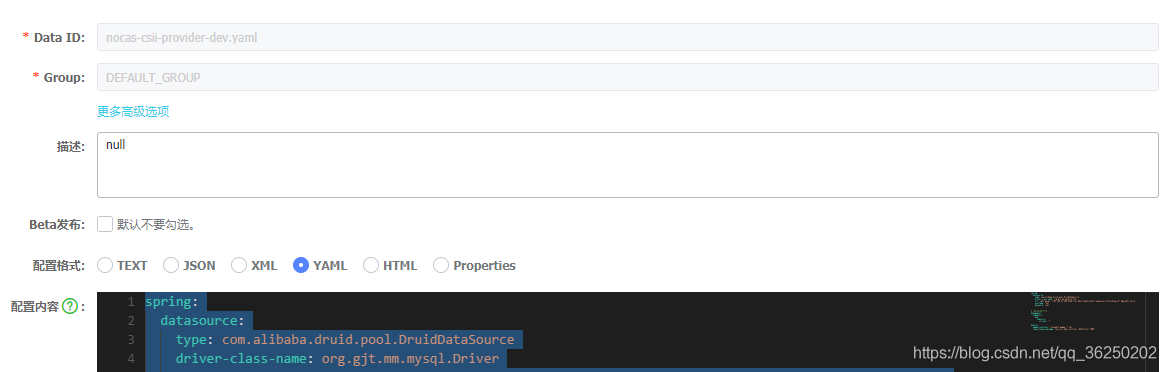 * Data ID: nocas-csii-provider-dev.yaml
* Group: DEFAULT_GROUP
更多高级选项
描述: null
Beta发布: 默认不要勾选。
配置格式: TEXT JSON XML YAML HTML Properties
配置内容 ? : 1 spring:
2 datasource:
3 type: com.alibaba.druid.pool.DruidDataSource
4 driver-class-name: org.gjt.mm.mysql.Driver
https://blog.csdn.net/qq_36250202